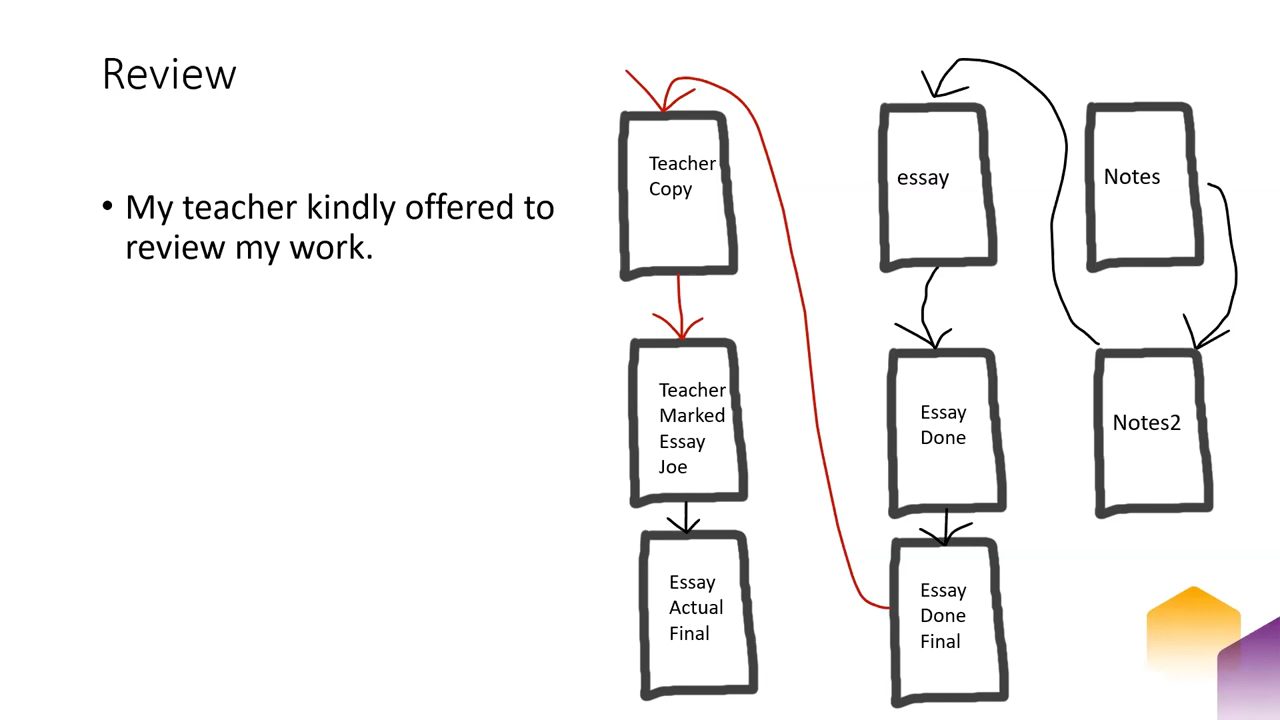 Review
• My teacher kindly offered to
review my work.
Teacher
Copy
Teacher
Marked
Essay
Joe
Essay
Actual
Final
essay
Essay
Done
Essay
Done
Final
Notes
Notes2